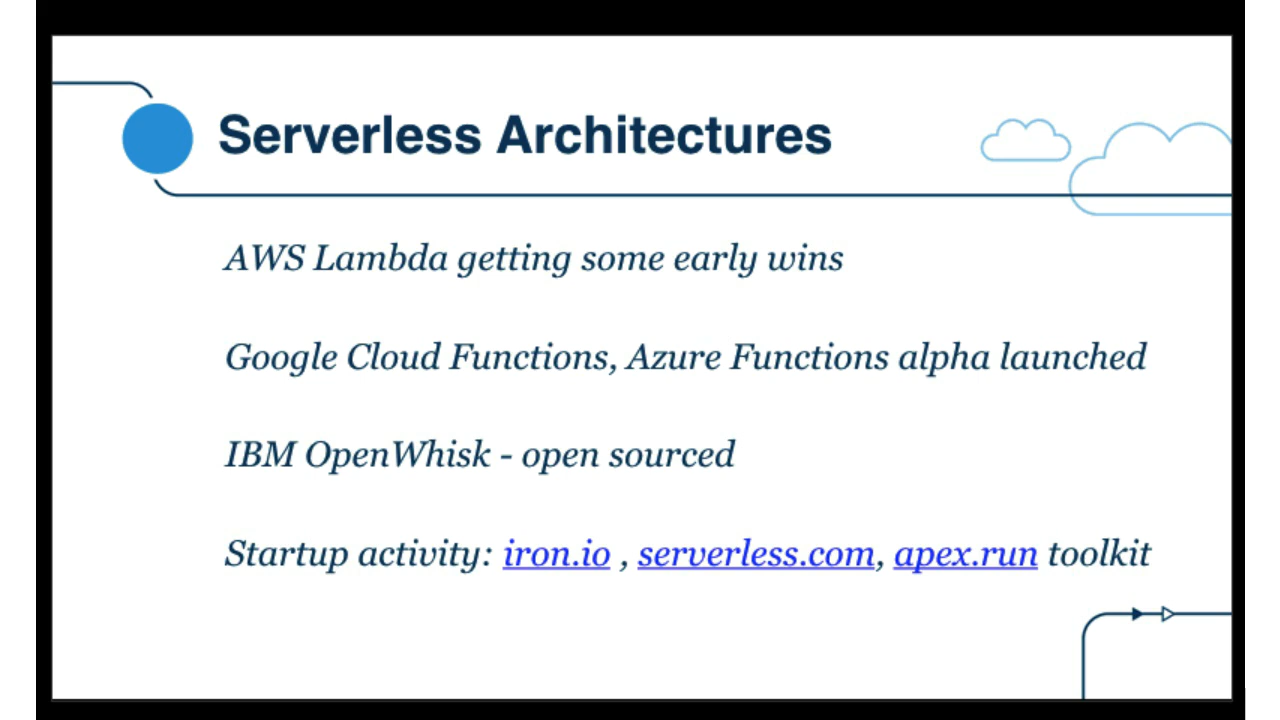 Serverless Architectures
AWS Lambda getting some early wins
Google Cloud Functions, Azure Functions alpha launched
IBM OpenWhisk - open sourced
Startup activity: iron.io , serverless.com, apex.run toolkit